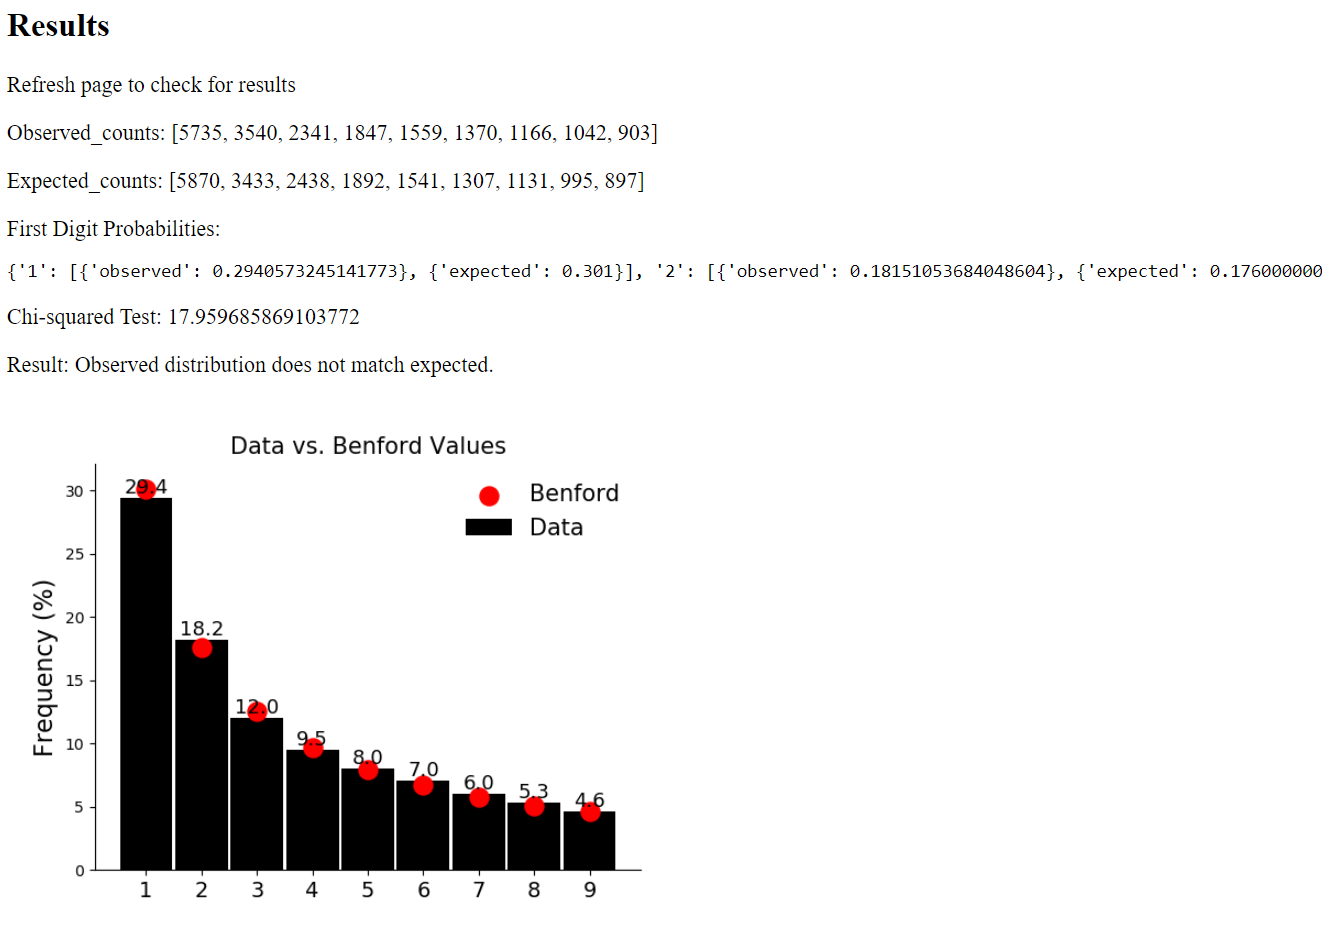 Results
Refresh page to check for results
Observed_counts: [5735, 3540, 2341, 1847, 1559, 1370, 1166, 1042, 903]
Expected_counts: [5870, 3433, 2438, 1892, 1541, 1307, 1131, 995, 897]
First Digit Probabilities:
{'1': [{'observed': 0.2940573245141773}, {'expected': 0.301}], '2': [{'observed': 0.18151053684048604}, {'expected': 0.176000000
Chi-squared Test: 17.959685869103772
Result: Observed distribution does not match expected.
Data vs. Benford Values
Benford
Data
Frequency (%)
30
25
20
15
10
5
0
29.4
18.2
12.0
9.5
8.0
7.0
6.0
5.3
4.6
1 2 3 4 5 6 7 8 9